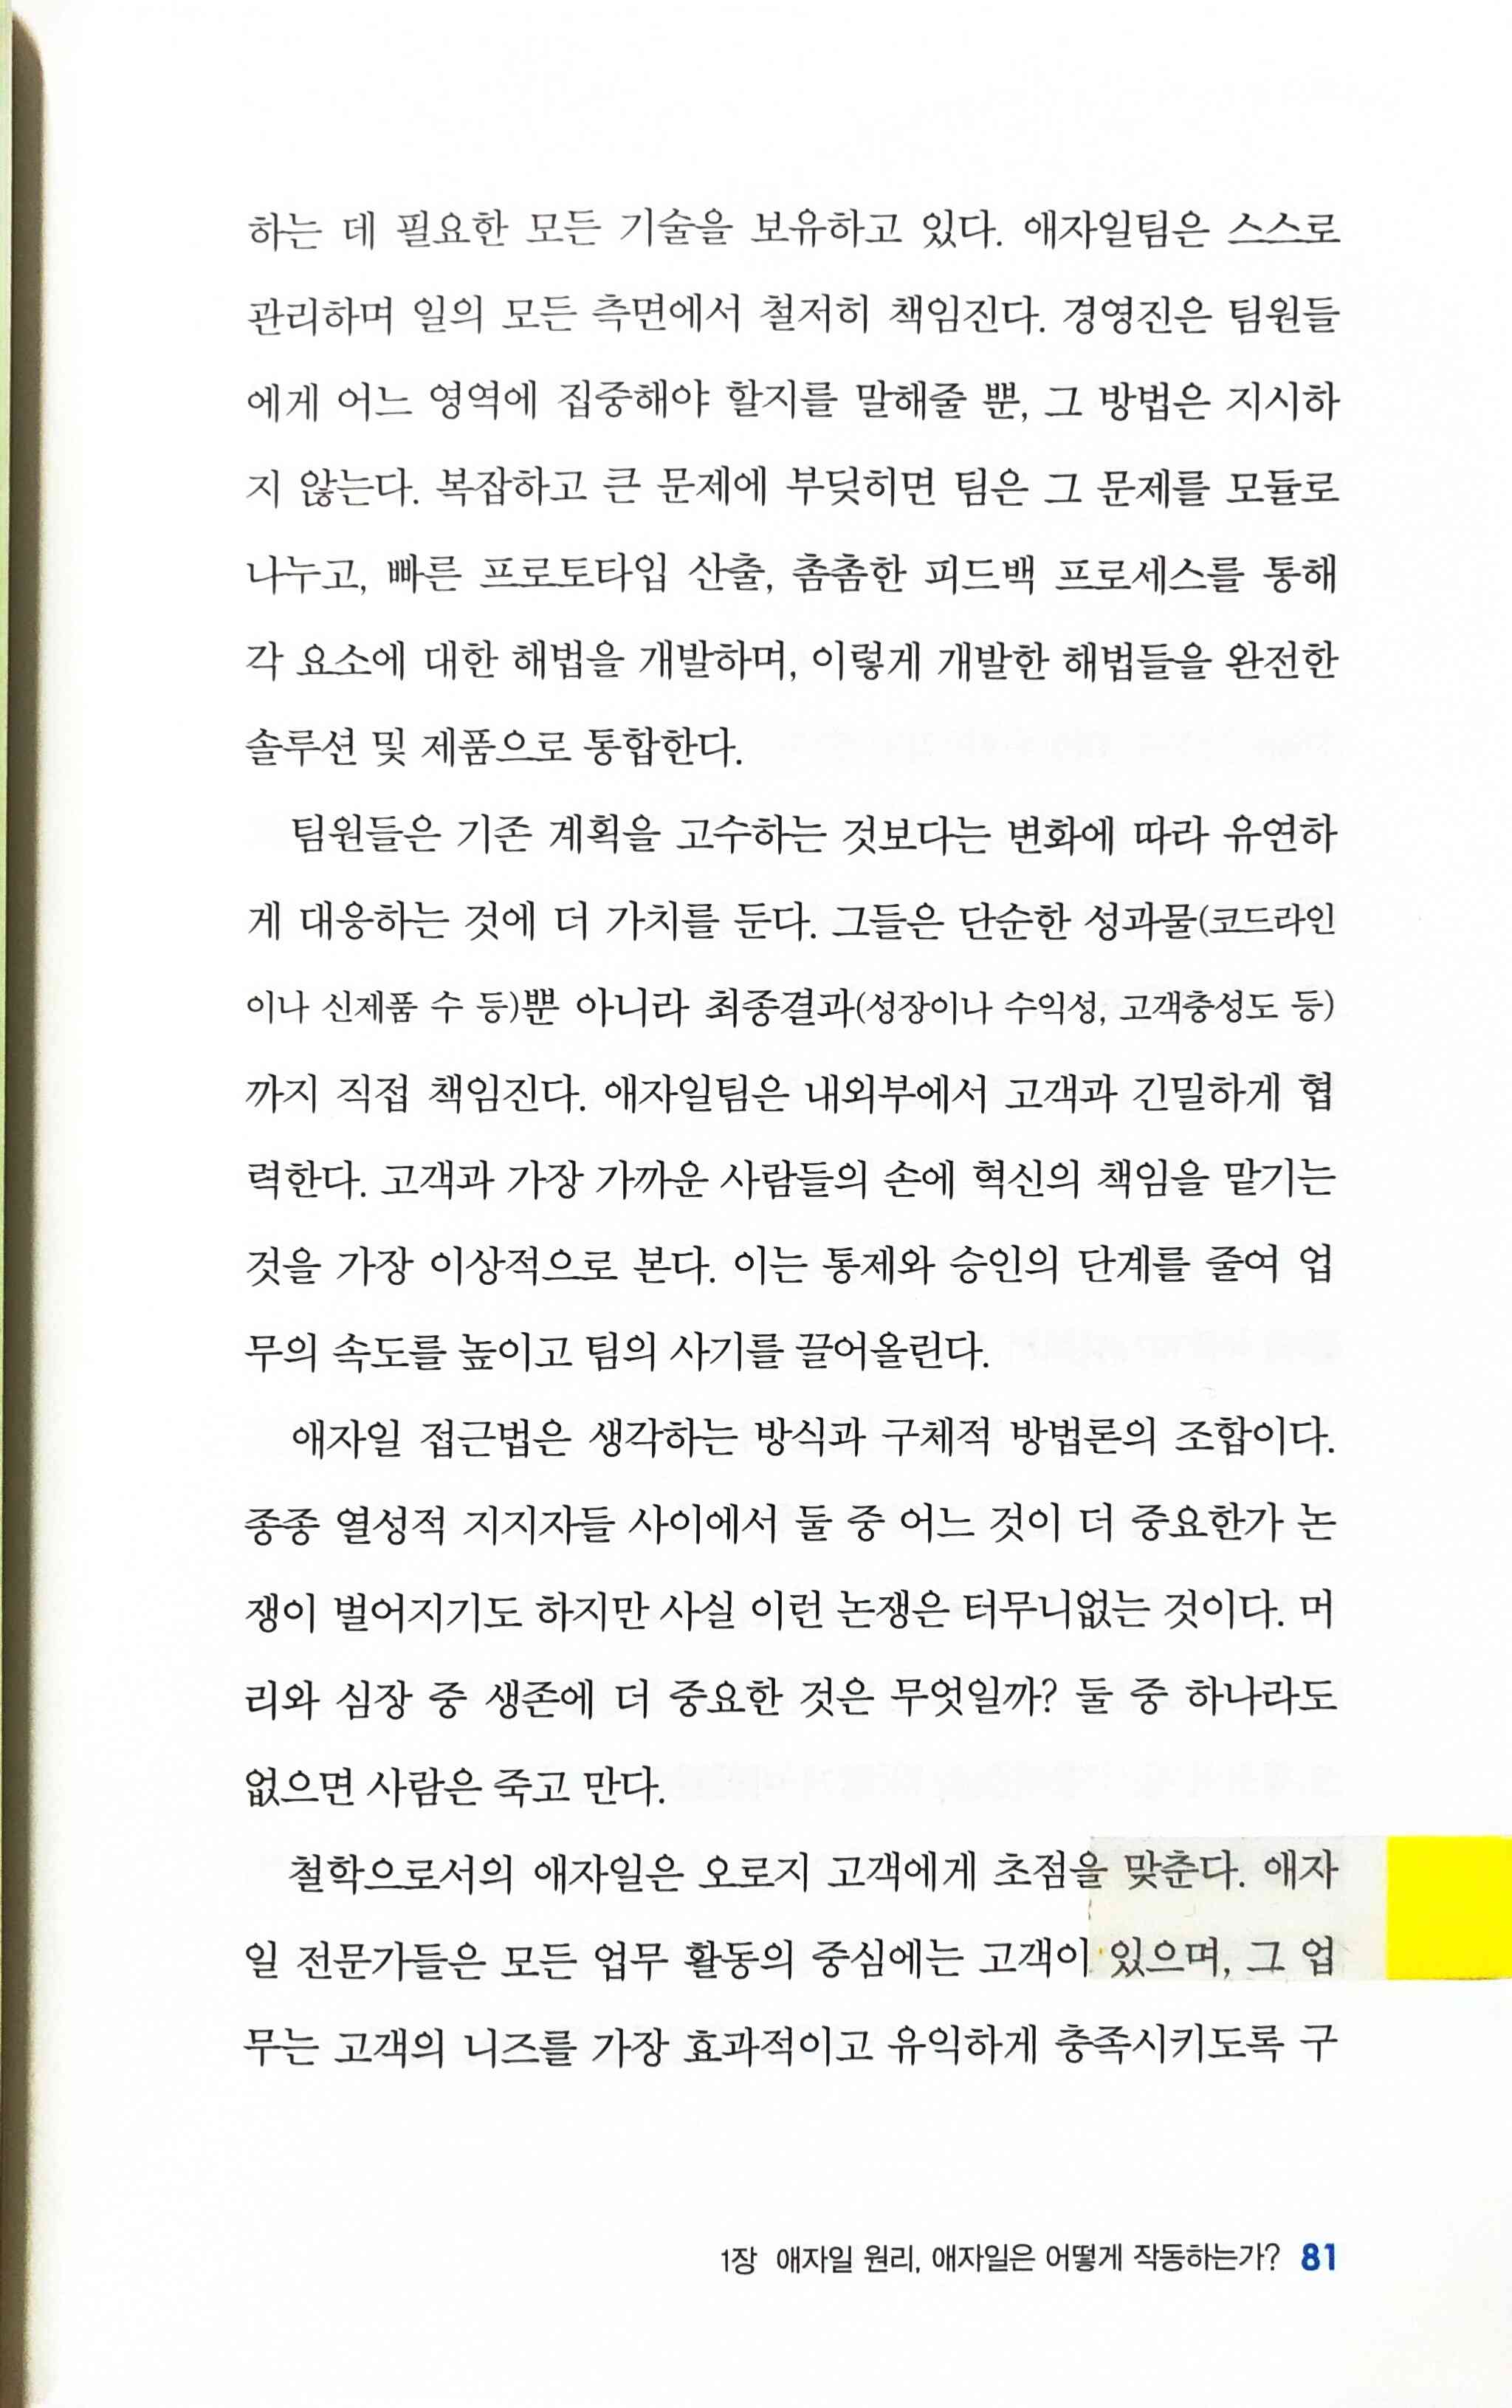 하는 데 필요한 모든 기술을 보유하고 있다. 애자일팀은 스스로
관리하며 일의 모든 측면에서 철저히 책임진다. 경영진은 팀원들
에게 어느 영역에 집중해야 할지를 말해줄 뿐, 그 방법은 지시하
지 않는다. 복잡하고 큰 문제에 부딪히면 팀은 그 문제를 모듈로
나누고, 빠른 프로토타입 산출, 촘촘한 피드백 프로세스를 통해
각 요소에 대한 해법을 개발하며, 이렇게 개발한 해법들을 완전한
솔루션 및 제품으로 통합한다.
팀원들은 기존 계획을 고수하는 것보다는 변화에 따라 유연하
게 대응하는 것에 더 가치를 둔다. 그들은 단순한 성과물(코드라인
이나 신제품 수 등)뿐 아니라 최종결과(성장이나 수익성, 고객충성도 등)
까지 직접 책임진다. 애자일팀은 내외부에서 고객과 긴밀하게 협
력한다. 고객과 가장 가까운 사람들의 손에 혁신의 책임을 맡기는
것을 가장 이상적으로 본다. 이는 통제와 승인의 단계를 줄여 업
무의 속도를 높이고 팀의 사기를 끌어올린다.
애자일 접근법은 생각하는 방식과 구체적 방법론의 조합이다.
종종 열성적 지지자들 사이에서 둘 중 어느 것이 더 중요한가 논
쟁이 벌어지기도 하지만 사실 이런 논쟁은 터무니없는 것이다. 머
리와 심장 중 생존에 더 중요한 것은 무엇일까? 둘 중 하나라도
없으면 사람은 죽고 만다.
철학으로서의 애자일은 오로지 고객에게 초점을 맞춘다. 애자
일 전문가들은 모든 업무 활동의 중심에는 고객이 있으며, 그 업
무는 고객의 니즈를 가장 효과적이고 유익하게 충족시키도록 구
1장 애자일 원리, 애자일은 어떻게 작동하는가? 81